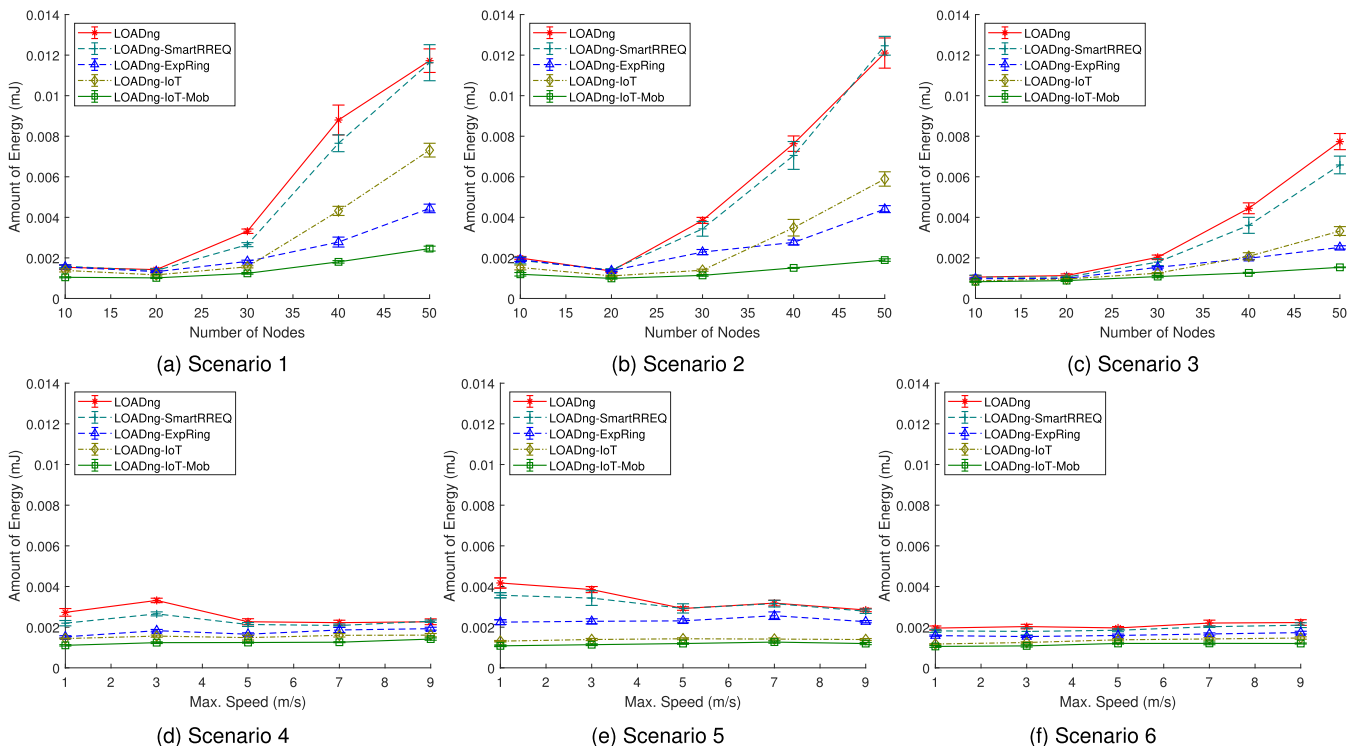 0.014
0.012
0.01
0.008
0.006
0.004
0.002
0
Amount of Energy (mJ)
LOADng
LOADng-SmartRREQ
LOADng-ExpRing
LOADng-IoT
LOADng-IoT-Mob
10 15 20 25 30 35 40 45 50
Number of Nodes
(a) Scenario 1
0.014
0.012
0.01
0.008
0.006
0.004
0.002
0
Amount of Energy (mJ)
LOADng
LOADng-SmartRREQ
LOADng-ExpRing
LOADng-IoT
LOADng-IoT-Mob
10 15 20 25 30 35 40 45 50
Number of Nodes
(b) Scenario 2
0.014
0.012
0.01
0.008
0.006
0.004
0.002
0
Amount of Energy (mJ)
LOADng
LOADng-SmartRREQ
LOADng-ExpRing
LOADng-IoT
LOADng-IoT-Mob
10 15 20 25 30 35 40 45 50
Number of Nodes
(c) Scenario 3
0.014
0.012
0.01
0.008
0.006
0.004
0.002
0
Amount of Energy (mJ)
LOADng
LOADng-SmartRREQ
LOADng-ExpRing
LOADng-IoT
LOADng-IoT-Mob
1 2 3 4 5 6 7 8 9
Max. Speed (m/s)
(d) Scenario 4
0.014
0.012
0.01
0.008
0.006
0.004
0.002
0
Amount of Energy (mJ)
LOADng
LOADng-SmartRREQ
LOADng-ExpRing
LOADng-IoT
LOADng-IoT-Mob
1 2 3 4 5 6 7 8 9
Max. Speed (m/s)
(e) Scenario 5
0.014
0.012
0.01
0.008
0.006
0.004
0.002
0
Amount of Energy (mJ)
LOADng
LOADng-SmartRREQ
LOADng-ExpRing
LOADng-IoT
LOADng-IoT-Mob
1 2 3 4 5 6 7 8 9
Max. Speed (m/s)
(f) Scenario 6